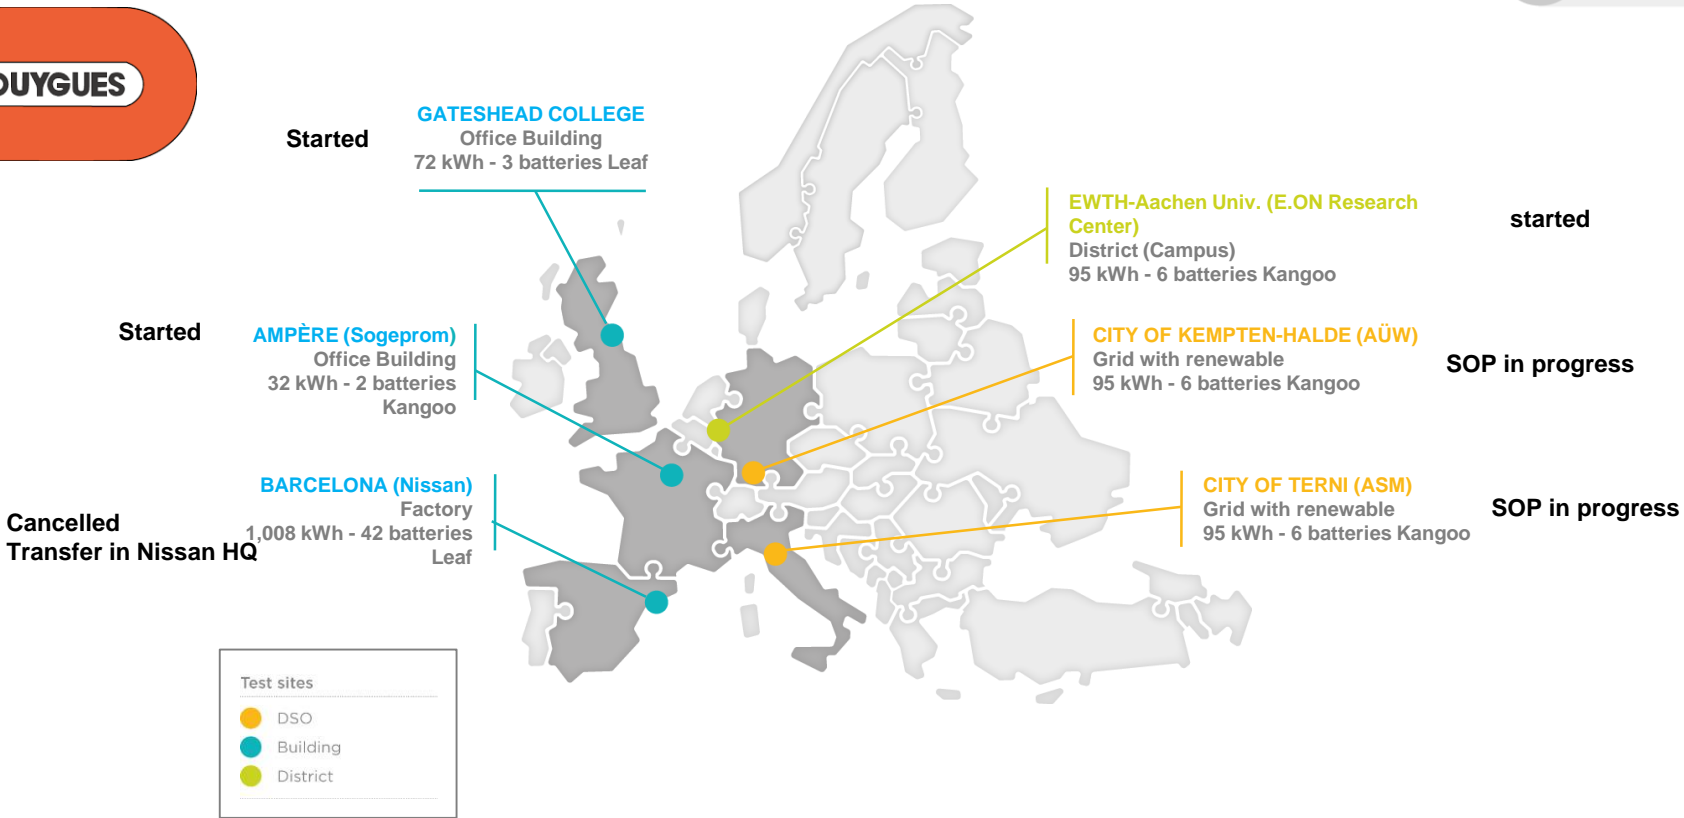 OUYGUES
Started
GATESHEAD COLLEGE
Office Building
72 kWh - 3 batteries Leaf
EWTH-Aachen Univ. (E.ON Research
Center)
District (Campus)
95 kWh - 6 batteries Kangoo
started
Started
AMPÈRE (Sogeprom)
Office Building
32 kWh - 2 batteries
Kangoo
CITY OF KEMPTEN-HALDE (AÜW)
Grid with renewable
95 kWh - 6 batteries Kangoo
SOP in progress
Cancelled
Transfer in Nissan HQ
BARCELONA (Nissan)
Factory
1,008 kWh - 42 batteries
Leaf
CITY OF TERNI (ASM)
Grid with renewable
95 kWh - 6 batteries Kangoo
SOP in progress
Test sites
DSO
Building
District